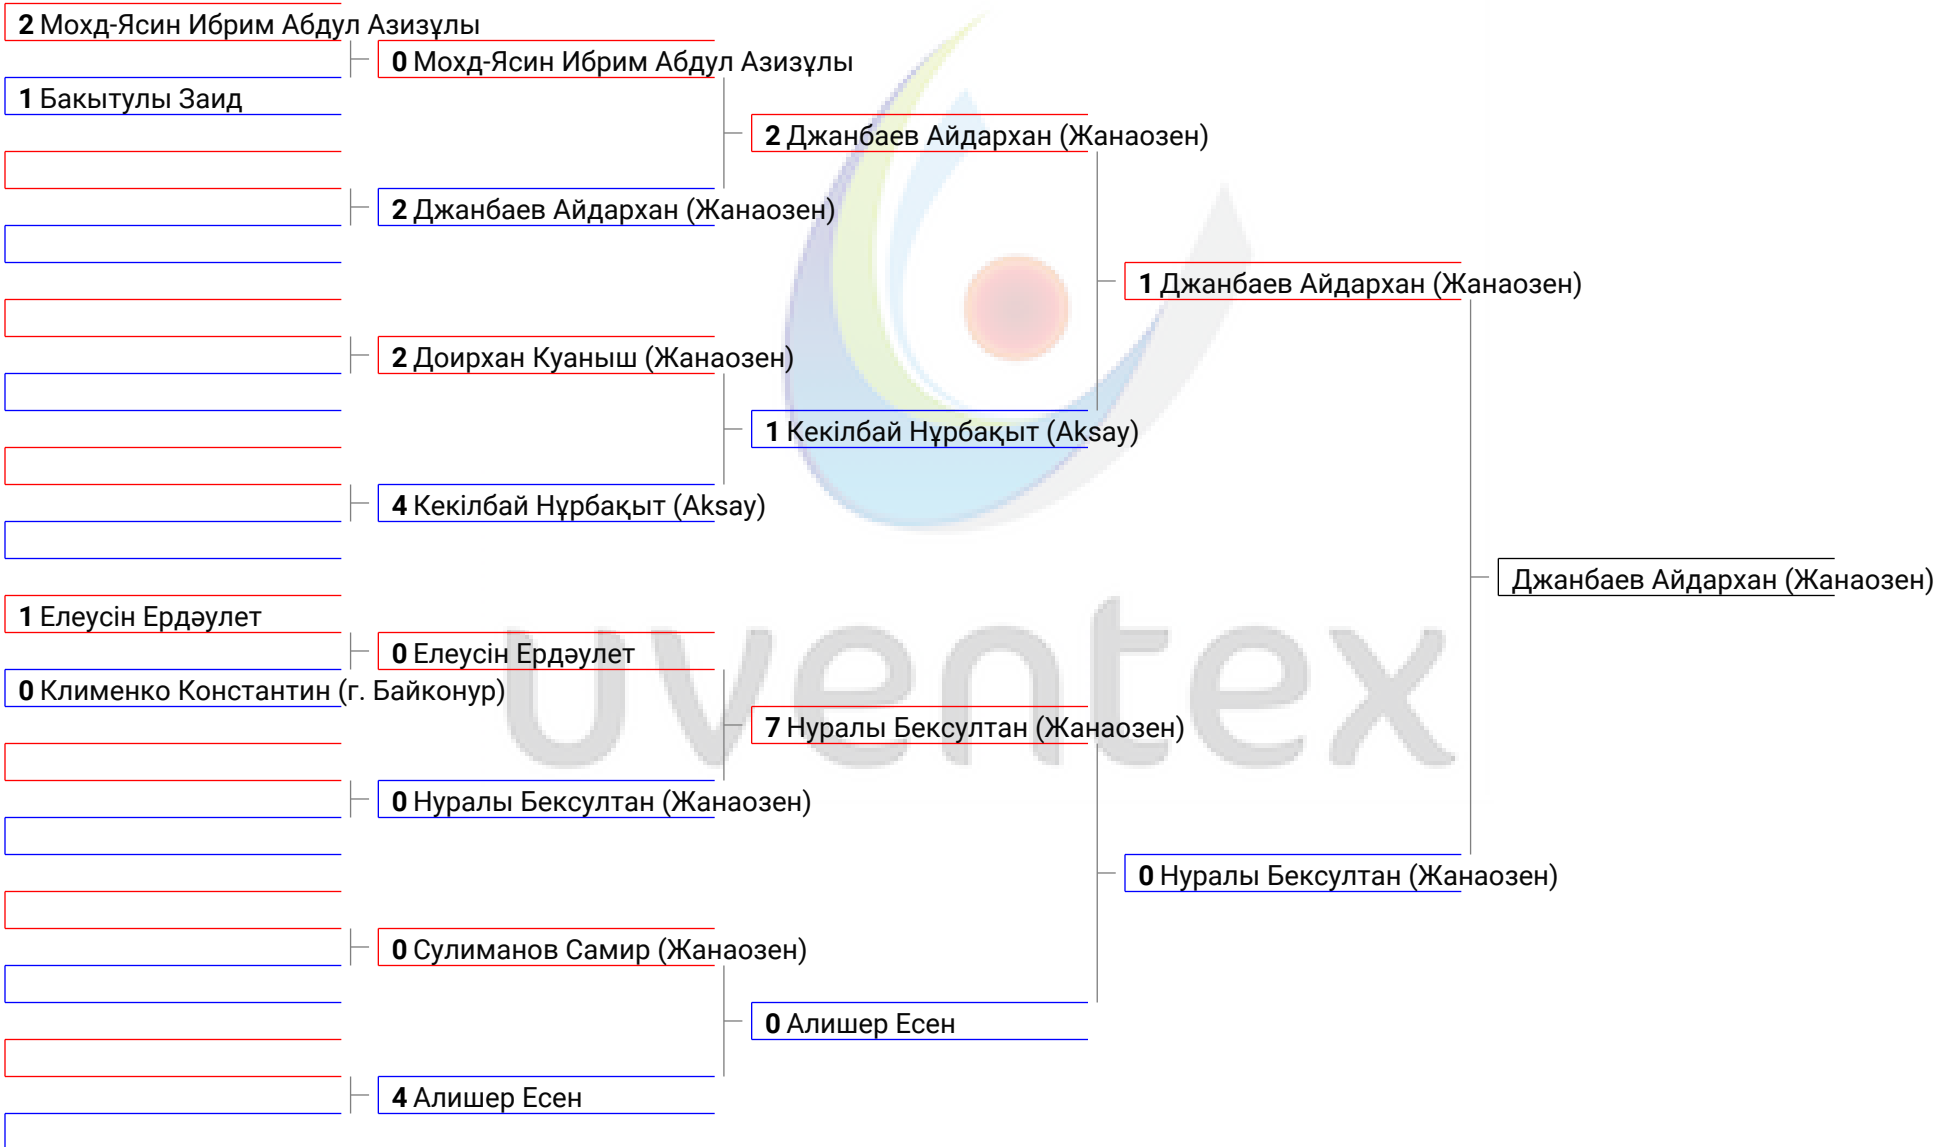 2 Мохд-Ясин Ибрим Абдул Азизұлы
0 Мохд-Ясин Ибрим Абдул Азизұлы
1 Бакытулы Заид
2 Джанбаев Айдархан (Жанаозен)
2 Джанбаев Айдархан (Жанаозен)
1 Джанбаев Айдархан (Жанаозен)
2 Доирхан Куаныш (Жанаозен)
1 Кекілбай Нұрбақыт (Aksay)
4 Кекілбай Нұрбақыт (Aksay)
Джанбаев Айдархан (Жанаозен)
1 Елеусін Ердәулет
0 Елеусін Ердәулет
0 Клименко Константин (г. Байконур)
uventex
7 Нуралы Бексултан (Жанаозен)
0 Нуралы Бексултан (Жанаозен)
0 Нуралы Бексултан (Жанаозен)
0 Сулиманов Самир (Жанаозен)
0 Алишер Есен
4 Алишер Есен